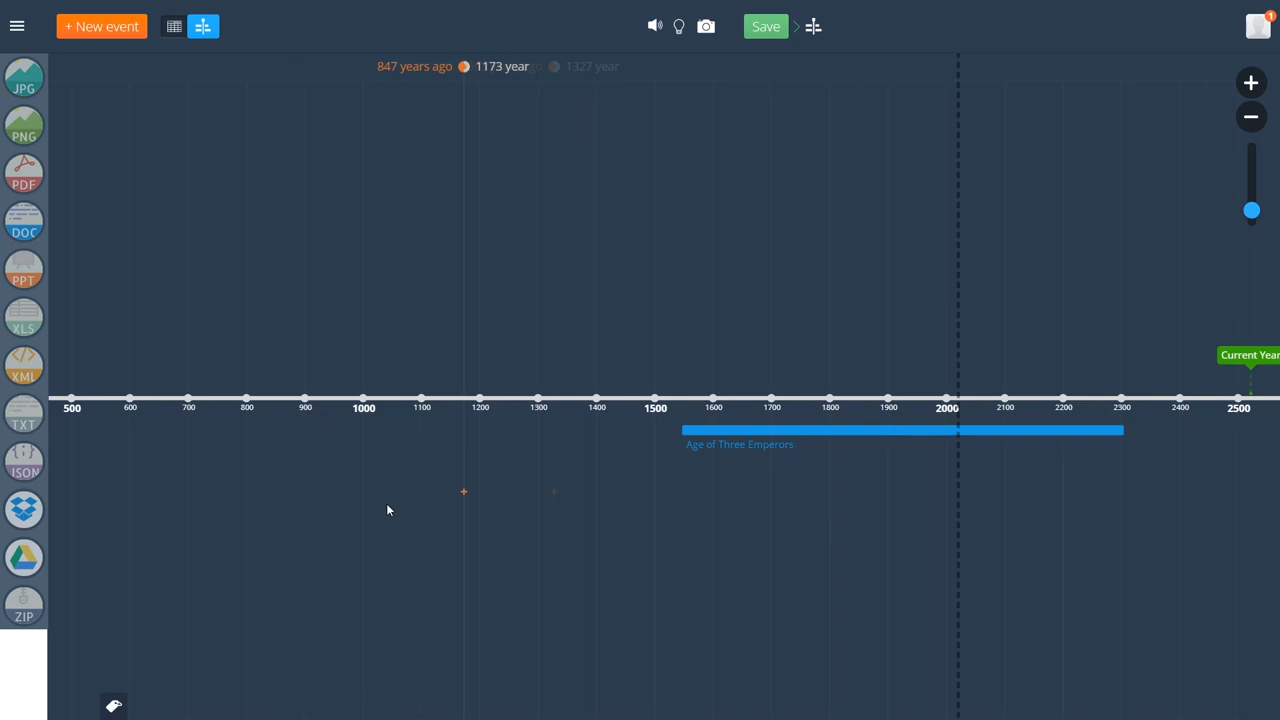 + New event
Save
1
847 years ago 1173 year 1327 year
JPG
PNG
PDF
DOC
PPT
XLS
XML
TXT
JSON
ZIP
Current Year
500 600 700 800 900 1000 1100 1200 1300 1400 1500 1600 1700 1800 1900 2000 2100 2200 2300 2400 2500
Age of Three Emperors